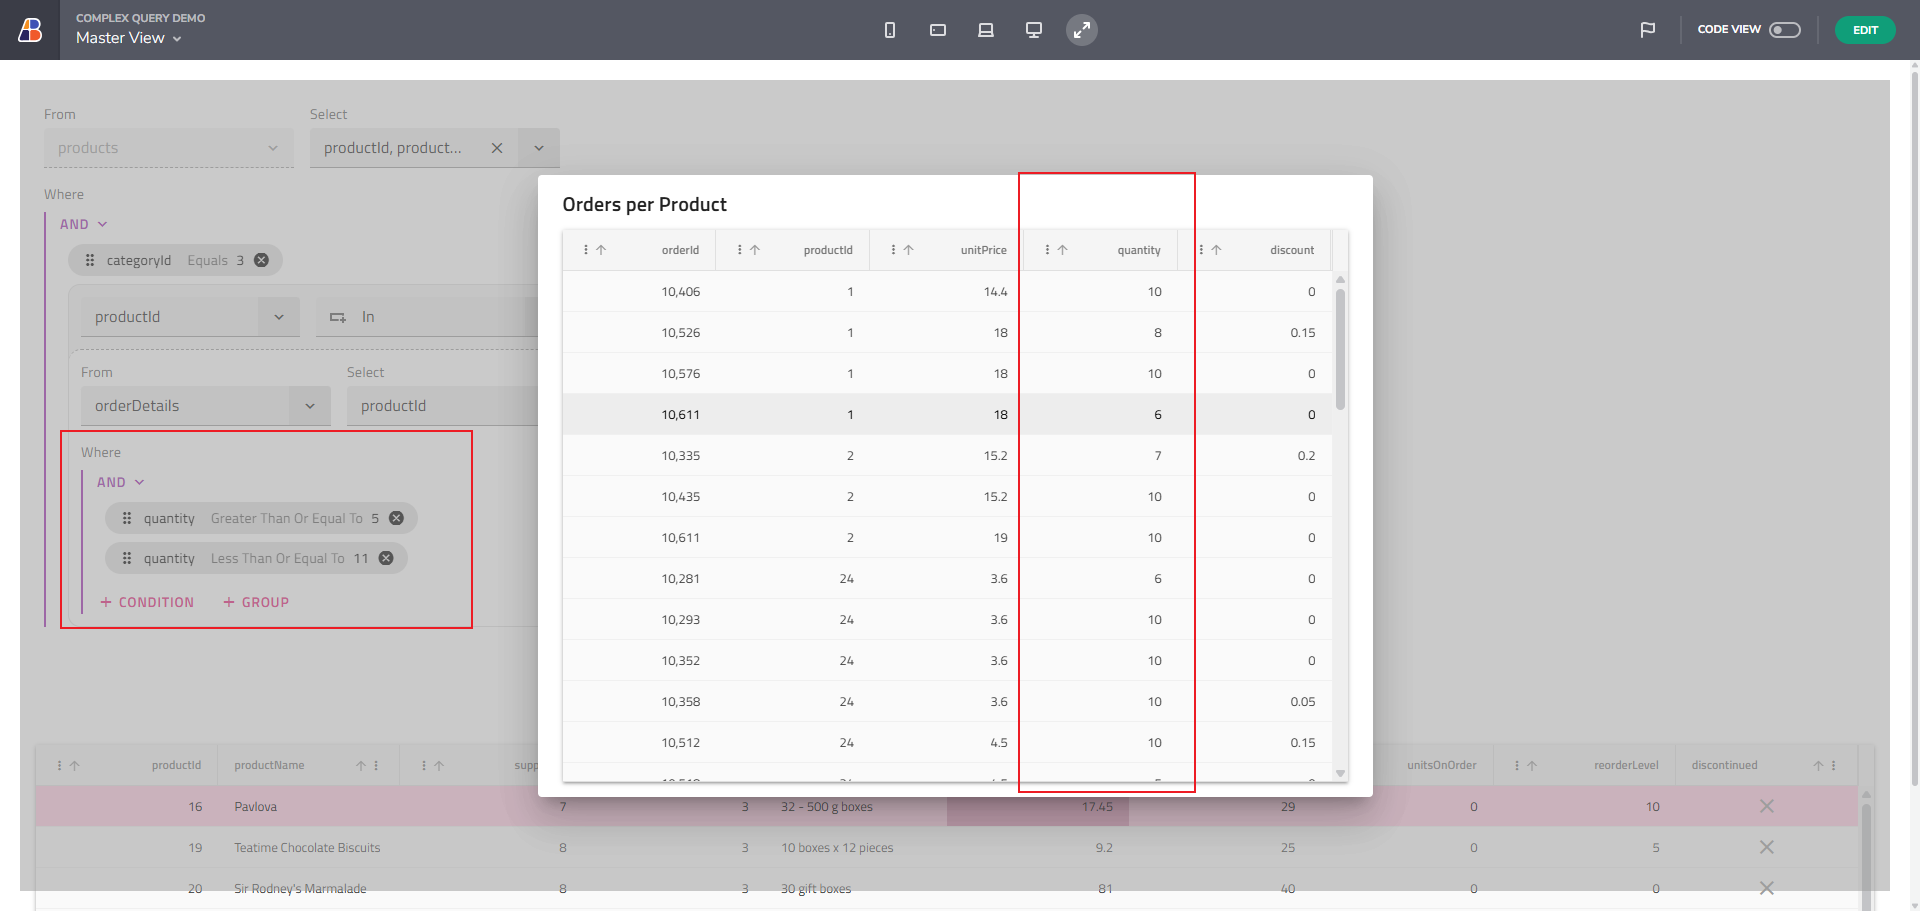 COMPLEX QUERY DEMO
Master View
CODE VIEW
EDIT
From
Select
products
productId, product...
Where
AND
categoryId Equals 3
productId
In
From
Select
orderDetails
productId
Where
AND
quantity Greater Than Or Equal To 5
quantity Less Than Or Equal To 11
+ CONDITION + GROUP
Orders per Product
orderId productId unitPrice quantity discount
10,406 1 14.4 10 0
10,526 1 18 8 0.15
10,576 1 18 10 0
10,611 1 18 6 0
10,335 2 15.2 7 0.2
10,435 2 15.2 10 0
10,611 2 19 10 0
10,281 24 3.6 6 0
10,293 24 3.6 10 0
10,352 24 3.6 10 0
10,358 24 3.6 10 0.05
10,512 24 4.5 10 0.15
productId productName supp unitsOnOrder reorderLevel discontinued
16 Pavlova 7 3 32 - 500 g boxes 17.45 29 0 10
19 Teatime Chocolate Biscuits 8 3 10 boxes x 12 pieces 9.2 25 0 5
20 Sir Rodney's Marmalade 8 3 30 gift boxes 81 40 0 0